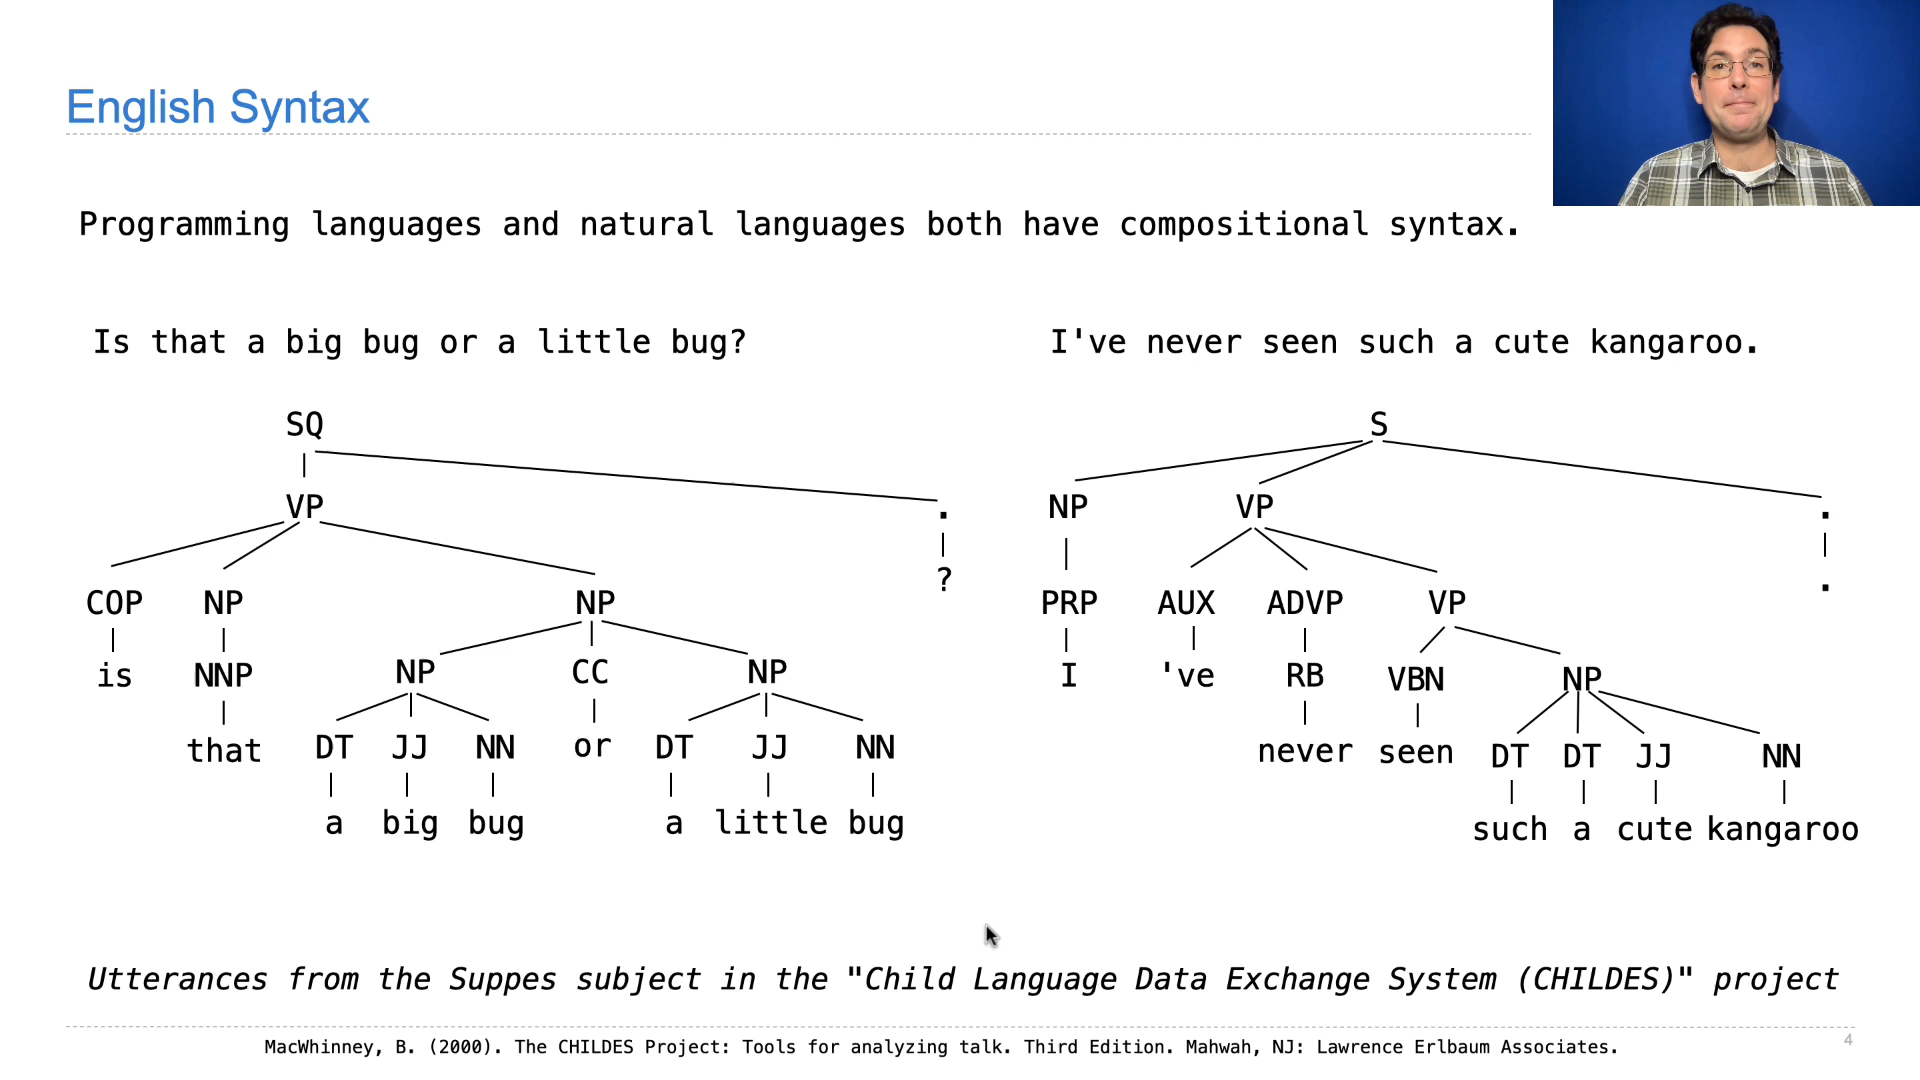 English Syntax
Programming languages and natural languages both have compositional syntax.
Is that a big bug or a little bug?
SQ
VP .
?
COP NP NP
is NNP NP CC NP
that DT JJ NN or DT JJ NN
a big bug a little bug
I've never seen such a cute kangaroo.
S
NP VP .
.
PRP AUX ADVP VP
I 've RB VBN NP
never seen DT DT JJ NN
such a cute kangaroo
Utterances from the Suppes subject in the "Child Language Data Exchange System (CHILDES)" project
MacWhinney, B. (2000). The CHILDES Project: Tools for analyzing talk. Third Edition. Mahwah, NJ: Lawrence Erlbaum Associates.
4